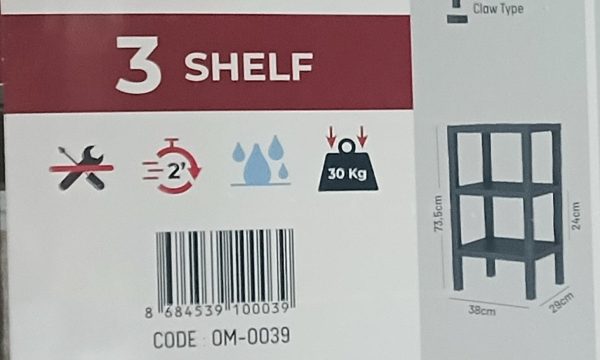 Claw Type
3 SHELF
2'
30 Kg
73,5cm
24cm
38cm
29cm
8 684539 100039
CODE : OM-0039